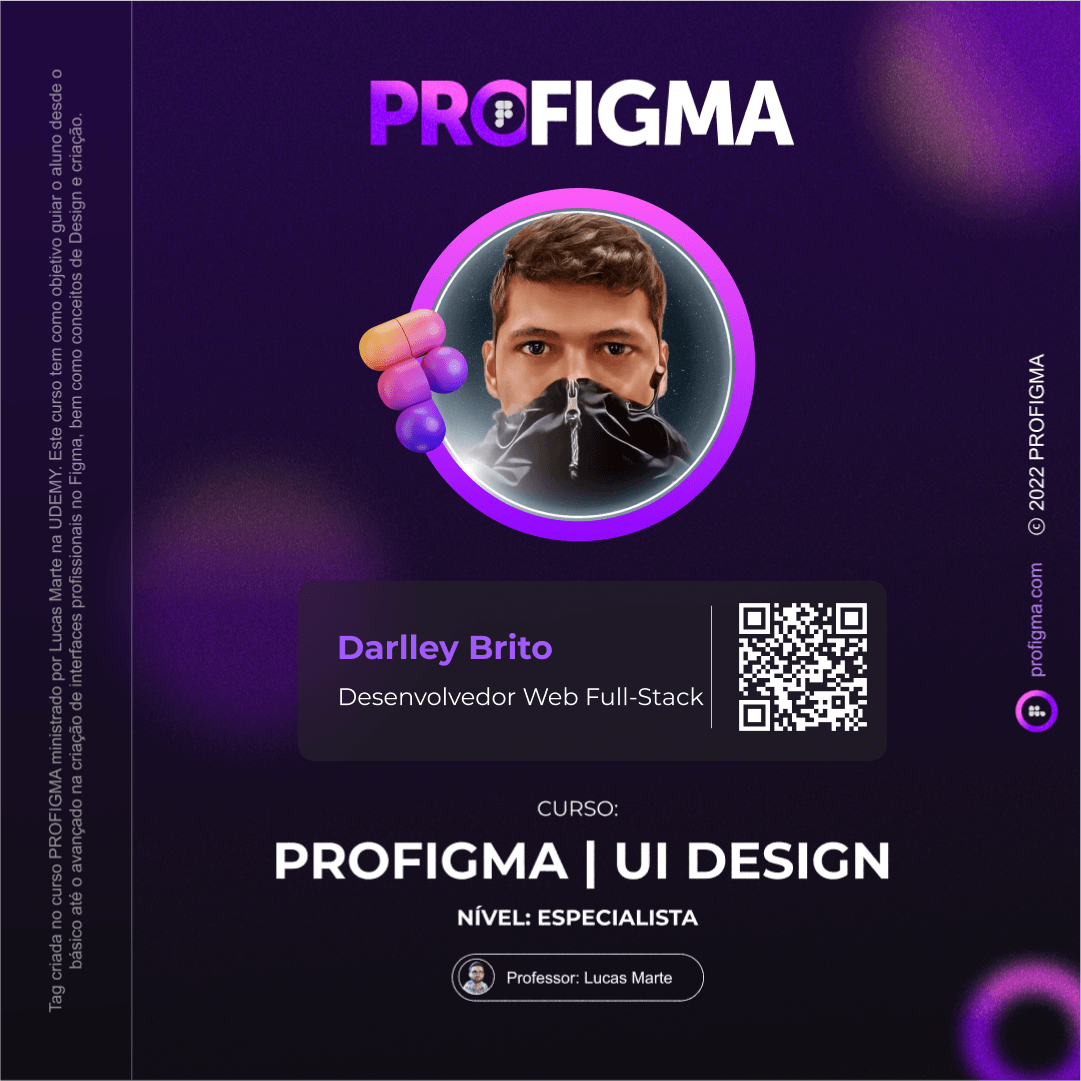 Tag criada no curso PROFIGMA ministrado por Lucas Marte na UDEMY. Este curso tem como objetivo guiar o aluno desde o
básico até o avançado na criação de interfaces profissionais no Figma, bem como conceitos de Design e criação.
PROFIGMA
Darlley Brito
Desenvolvedor Web Full-Stack
CURSO:
PROFIGMA | UI DESIGN
NÍVEL: ESPECIALISTA
Professor: Lucas Marte
profigma.com
© 2022 PROFIGMA